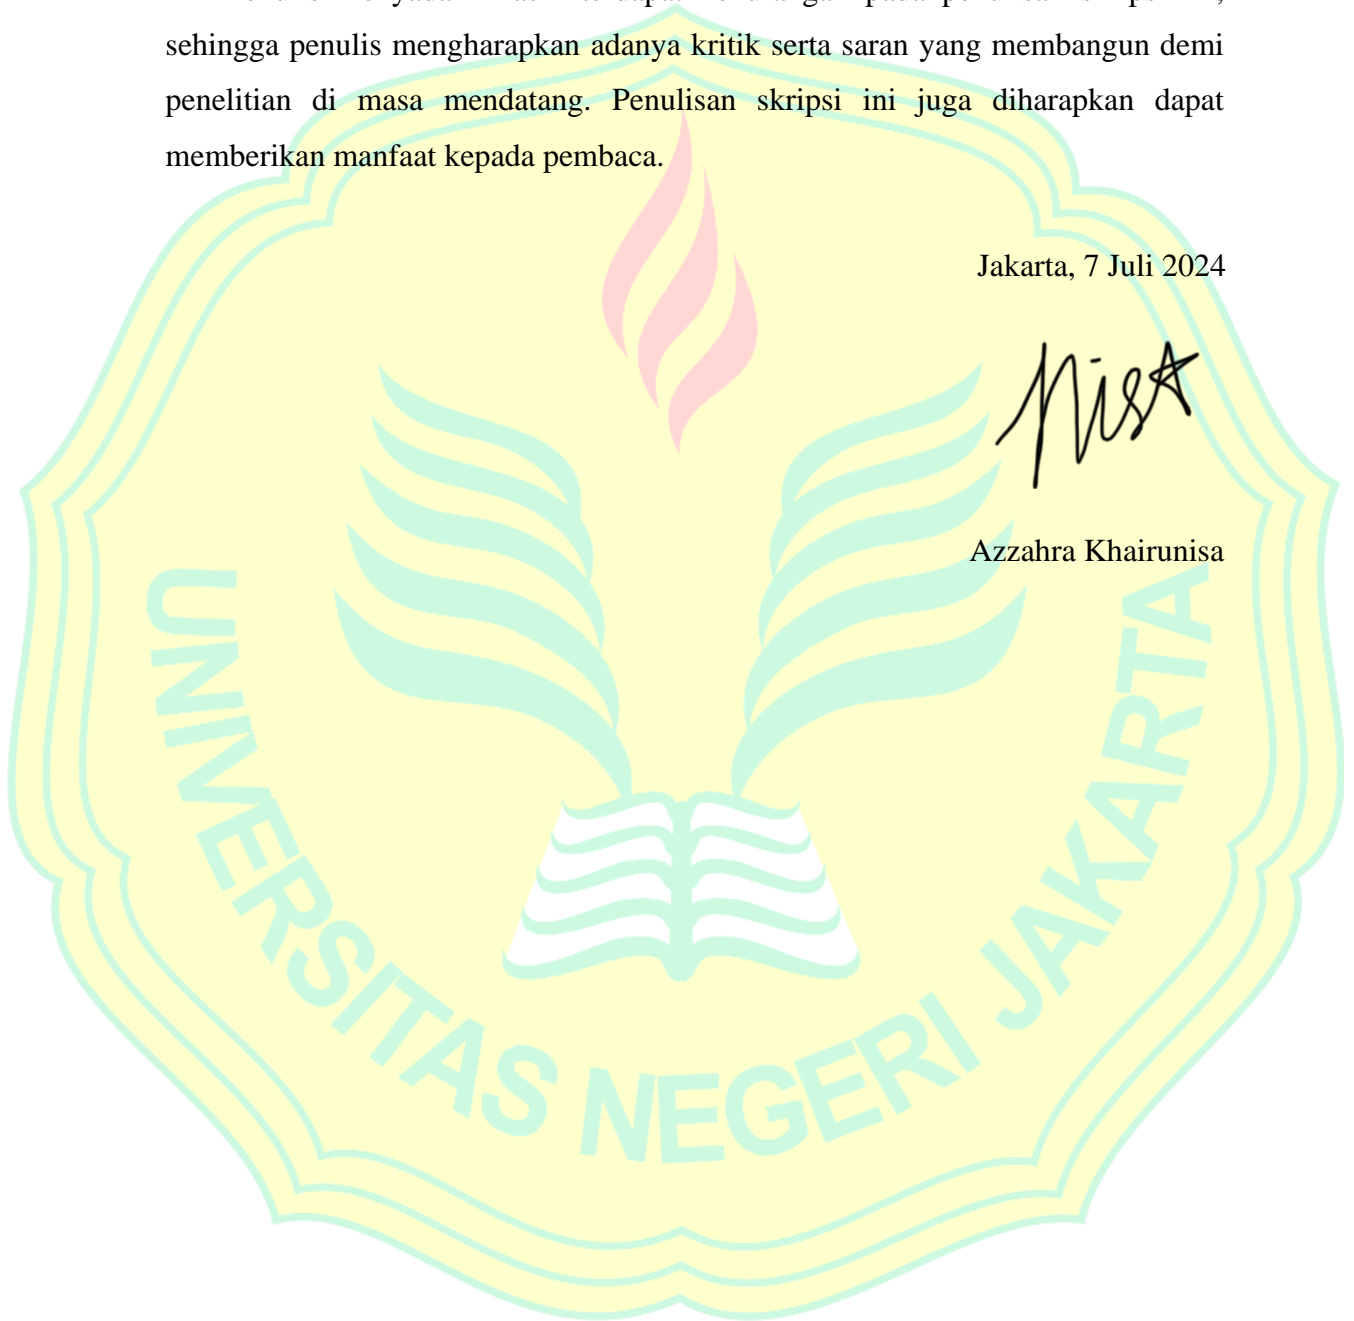 sehingga penulis mengharapkan adanya kritik serta saran yang membangun demi
penelitian di masa mendatang. Penulisan skripsi ini juga diharapkan dapat
memberikan manfaat kepada pembaca.
Jakarta, 7 Juli 2024
Nisa
Azzahra Khairunisa
UNIVERSITAS NEGERI JAKARTA